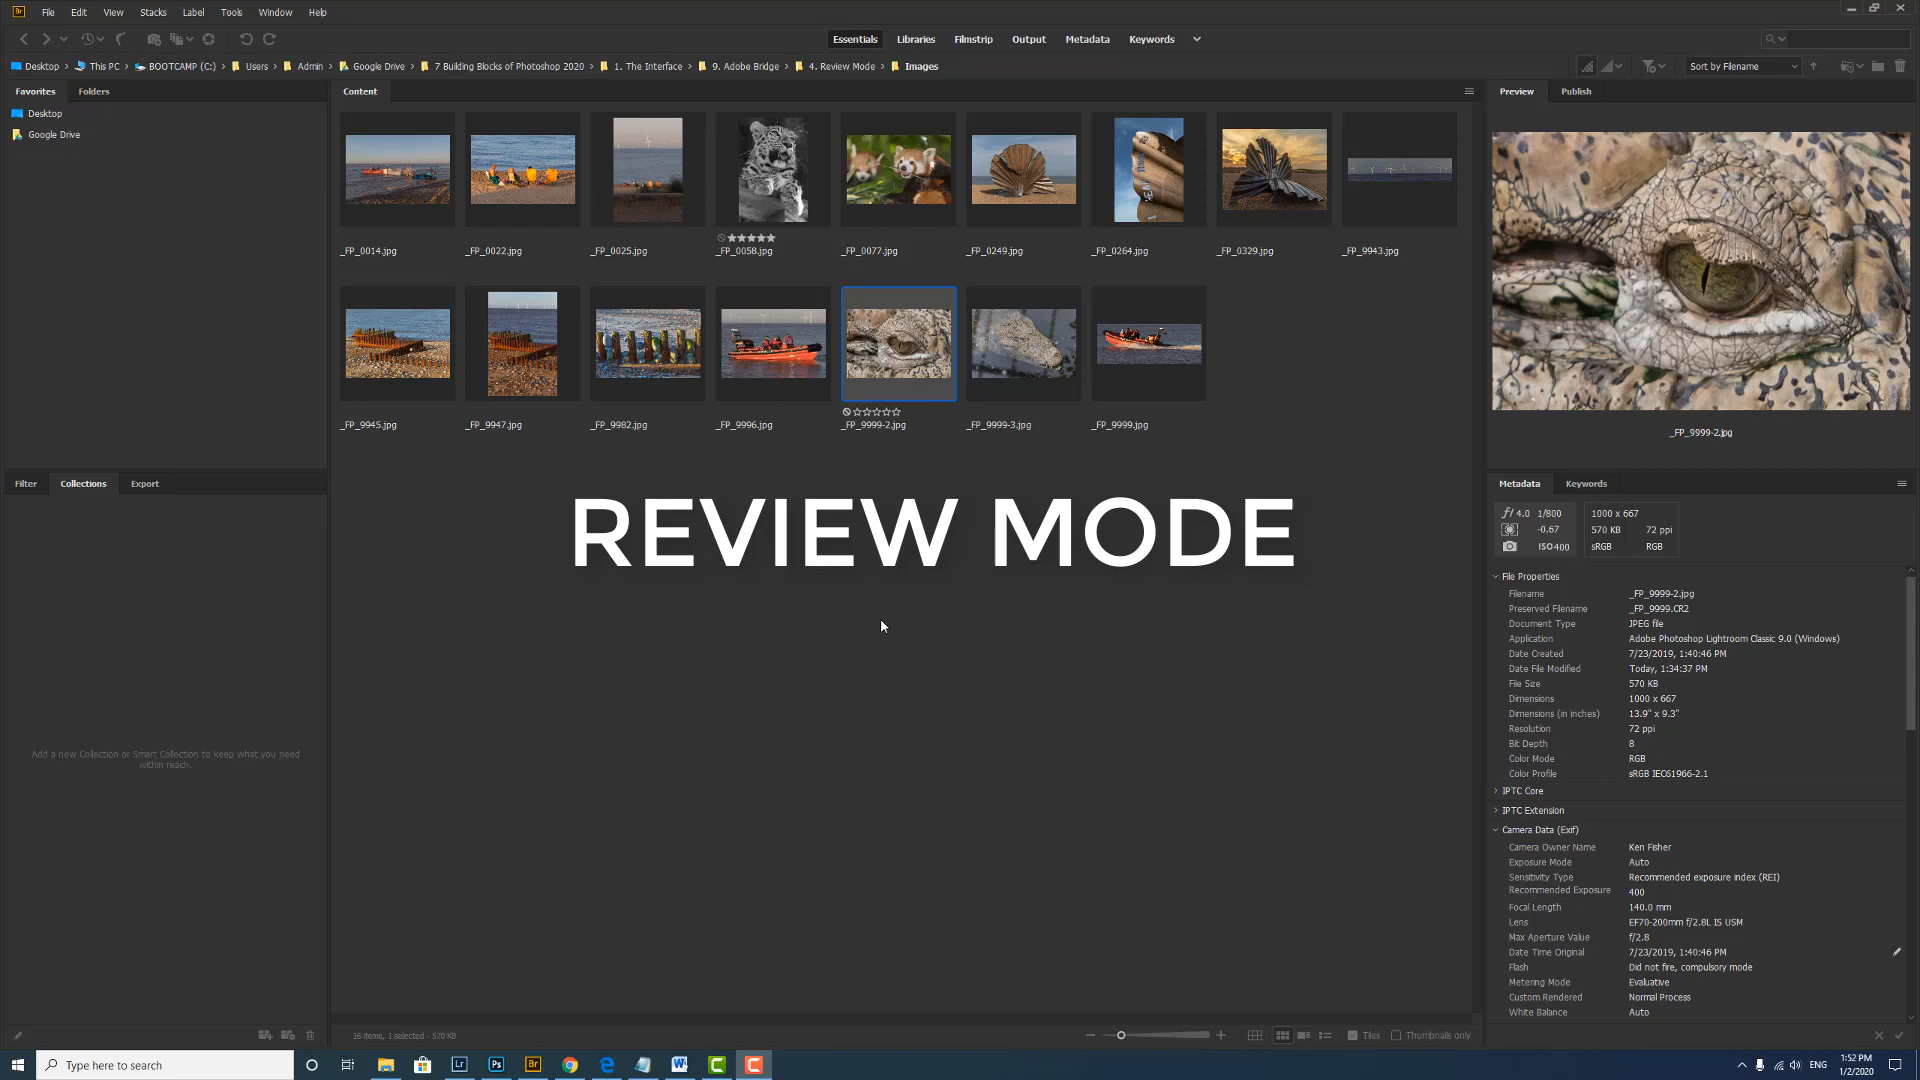 Br File Edit View Stacks Label Tools Window Help
Essentials Libraries Filmstrip Output Metadata Keywords
Desktop This PC BOOTCAMP (C:) Users Admin Google Drive 7 Building Blocks of Photoshop 2020 1. The Interface 9. Adobe Bridge 4. Review Mode Images
Sort by Filename
Favorites Folders
Desktop
Google Drive
Content
_FP_0014.jpg _FP_0022.jpg _FP_0025.jpg _FP_0058.jpg _FP_0077.jpg _FP_0249.jpg _FP_0264.jpg _FP_0329.jpg _FP_9943.jpg
_FP_9945.jpg _FP_9947.jpg _FP_9982.jpg _FP_9996.jpg _FP_9999-2.jpg _FP_9999-3.jpg _FP_9999.jpg
REVIEW MODE
Preview Publish
_FP_9999-2.jpg
Filter Collections Export
Add a new Collection or Smart Collection to keep what you need
within reach.
Metadata Keywords
f/ 4.0 1/800
-0.67
ISO400
1000 x 667
570 KB 72 ppi
sRGB RGB
File Properties
Filename _FP_9999-2.jpg
Preserved Filename _FP_9999.CR2
Document Type JPEG file
Application Adobe Photoshop Lightroom Classic 9.0 (Windows)
Date Created 7/23/2019, 1:40:46 PM
Date File Modified Today, 1:34:37 PM
File Size 570 KB
Dimensions 1000 x 667
Dimensions (in inches) 13.9" x 9.3"
Resolution 72 ppi
Bit Depth 8
Color Mode RGB
Color Profile sRGB IEC61966-2.1
IPTC Core
IPTC Extension
Camera Data (Exif)
Camera Owner Name Ken Fisher
Exposure Mode Auto
Sensitivity Type Recommended exposure index (REI)
Recommended Exposure 400
Focal Length 140.0 mm
Lens EF70-200mm f/2.8L IS USM
Max Aperture Value f/2.8
Date Time Original 7/23/2019, 1:40:46 PM
Flash Did not fire, compulsory mode
Metering Mode Evaluative
Custom Rendered Normal Process
White Balance Auto
16 items, 1 selected - 570 KB
Tiles Thumbnails only
Type here to search
Lr Ps Br W C C
ENG
1:52 PM
1/2/2020